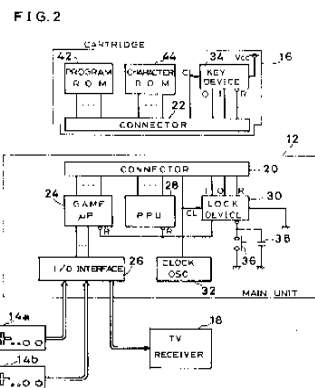 FIG.2
CARTRIDGE
42
44
34
Vcc
16
PROGRAM
ROM
CHARACTER
ROM
CL
KEY
DEVICE
O I R
22
CONNECTOR
12
CONNECTOR
20
24
28
I O R
30
GAME
μP
PPU
CL
LOCK
DEVICE
R
R
36
38
I/O INTERFACE
26
CLOCK
OSC
32
MAIN UNIT
14a
18
TV
RECEIVER
14b